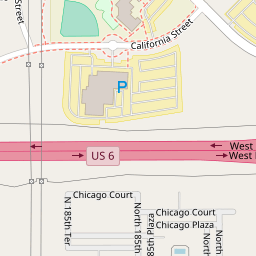 California Street
Street
P
West
US 6
West
Chicago Court
N 185th Ter
North 185th
185th Plaza
Chicago Court
Chicago Plaza
North
North